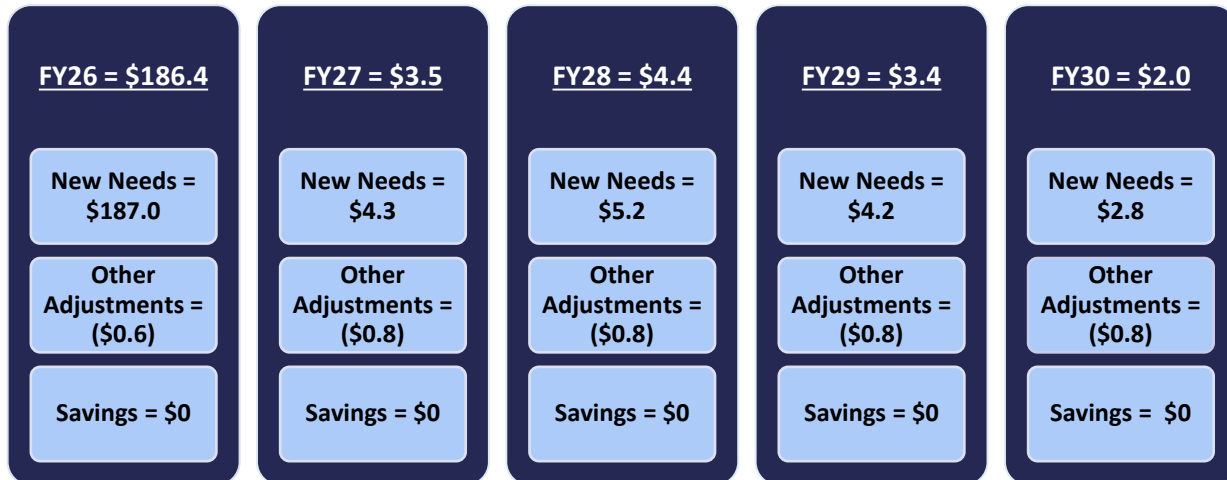 FY26 = $186.4
New Needs =
$187.0
Other
Adjustments =
($0.6)
Savings = $0
FY27 = $3.5
New Needs =
$4.3
Other
Adjustments =
($0.8)
Savings = $0
FY28 = $4.4
New Needs =
$5.2
Other
Adjustments =
($0.8)
Savings = $0
FY29 = $3.4
New Needs =
$4.2
Other
Adjustments =
($0.8)
Savings = $0
FY30 = $2.0
New Needs =
$2.8
Other
Adjustments =
($0.8)
Savings =  $0